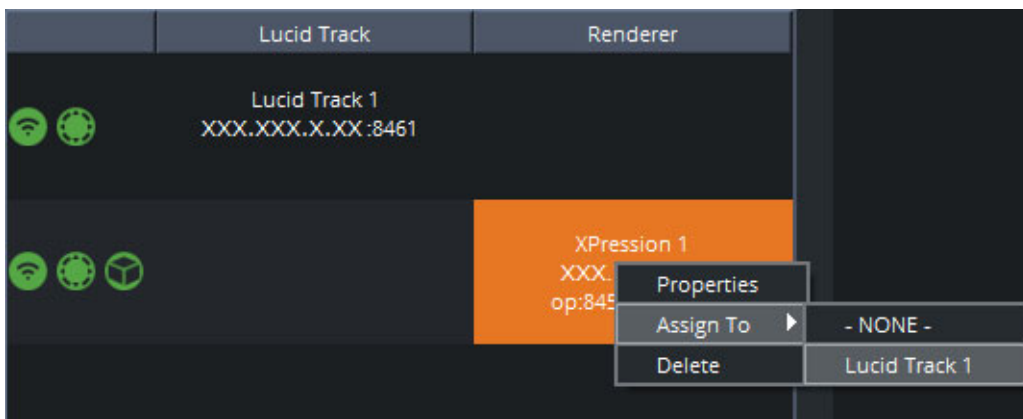 Lucid Track
Renderer
Lucid Track 1
XXX.XXX.X.XX:8461
XPression 1
XXX.
op:845
Properties
Assign To
Delete
- NONE -
Lucid Track 1